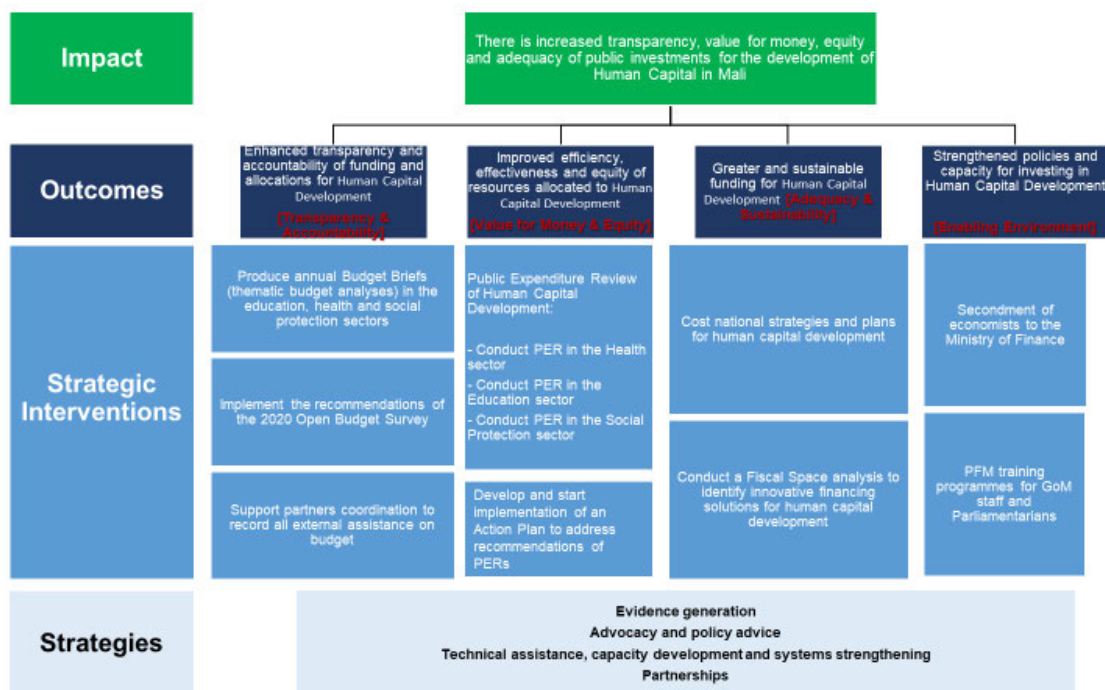 Impact
There is increased transparency, value for money, equity
and adequacy of public investments for the development of
Human Capital in Mali
Outcomes
Enhanced transparency and
accountability of funding and
allocations for Human Capital
Development
[Transparency &
Accountability]
Improved efficiency,
effectiveness and equity of
resources allocated to Human
Capital Development
[Value for Money & Equity]
Greater and sustainable
funding for Human Capital
Development [Adequacy &
Sustainability]
Strengthened policies and
capacity for investing in
Human Capital Development
[Enabling Environment]
Strategic
Interventions
Produce annual Budget Briefs
(thematic budget analyses) in the
education, health and social
protection sectors
Implement the recommendations of
the 2020 Open Budget Survey
Support partners coordination to
record all external assistance on
budget
Public Expenditure Review
of Human Capital
Development:
- Conduct PER in the Health
sector
- Conduct PER in the
Education sector
- Conduct PER in the Social
Protection sector
Develop and start
implementation of an
Action Plan to address
recommendations of
PERs
Cost national strategies and plans
for human capital development
Conduct a Fiscal Space analysis to
identify innovative financing
solutions for human capital
development
Secondment of
economists to the
Ministry of Finance
PFM training
programmes for GoM
staff and
Parliamentarians
Strategies
Evidence generation
Advocacy and policy advice
Technical assistance, capacity development and systems strengthening
Partnerships